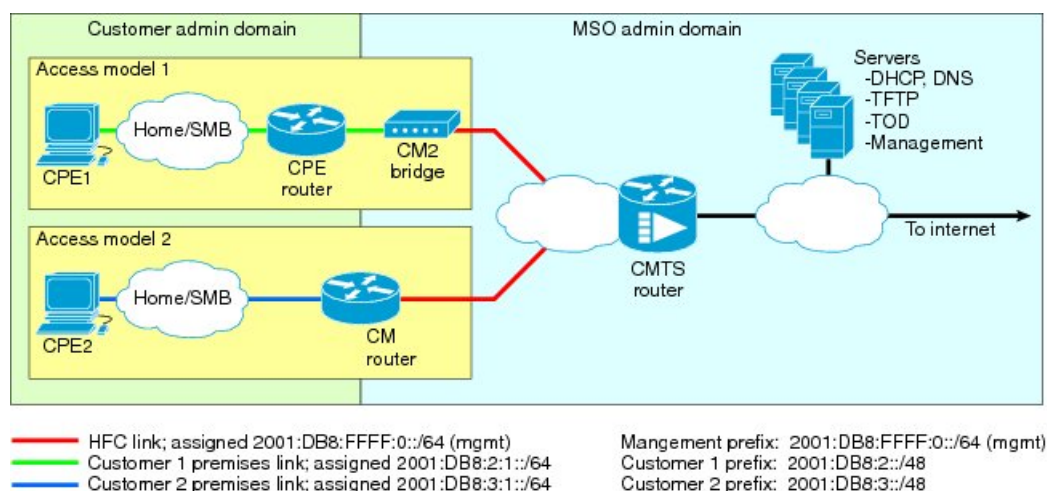 Customer admin domain
MSO admin domain
Access model 1
Home/SMB
CPE1
CPE
router
CM2
bridge
Servers
-DHCP, DNS
-TFTP
-TOD
-Management
Access model 2
Home/SMB
CPE2
CM
router
CMTS
router
To internet
HFC link; assigned 2001:DB8:FFFF:0::/64 (mgmt)
Customer 1 premises link; assigned 2001:DB8:2:1::/64
Customer 2 premises link; assigned 2001:DB8:3:1::/64
Mangement prefix: 2001:DB8:FFFF:0::/64 (mgmt)
Customer 1 prefix: 2001:DB8:2::/48
Customer 2 prefix: 2001:DB8:3::/48